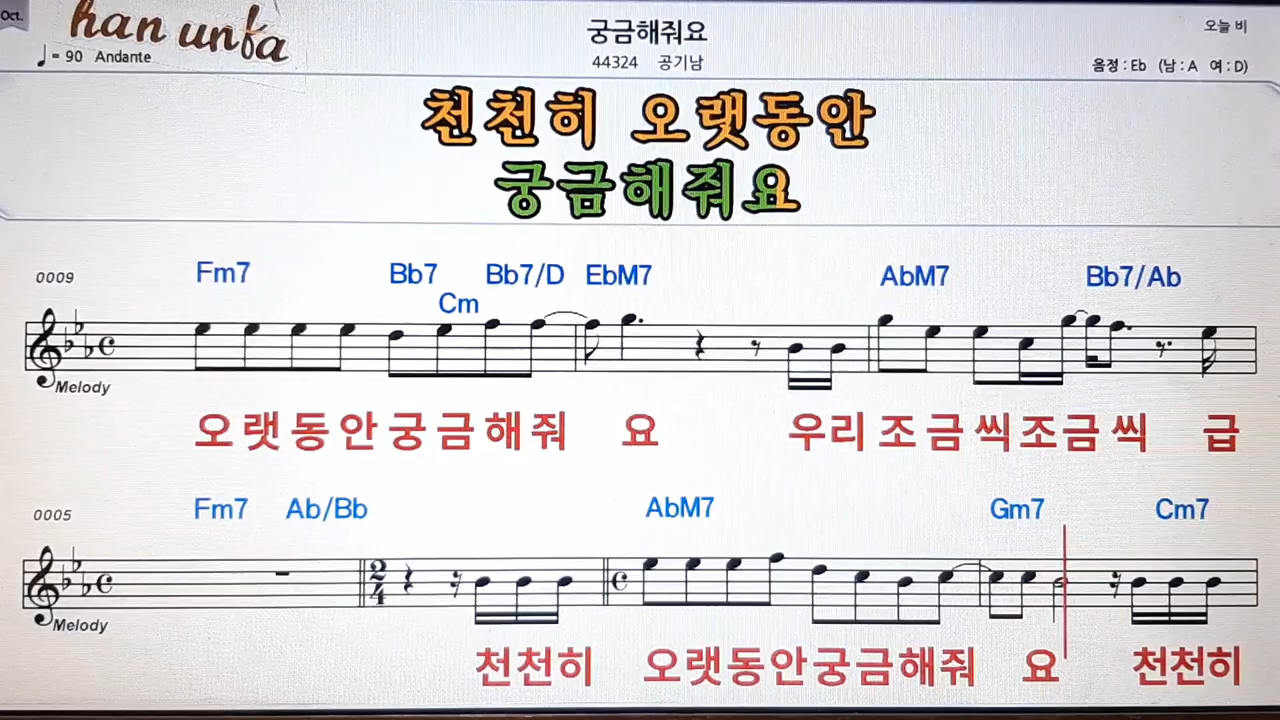 Oct.
han unfa
♩= 90 Andante
궁금해줘요
44324 공기남
오늘 비
음정 : Eb (남 : A 여 : D)
천천히 오랫동안
궁금해줘요
0009
Fm7 Bb7 Cm Bb7/D EbM7 AbM7 Bb7/Ab
Melody
오랫동안궁금해줘 요 우리조금씩조금씩 급
0005
Fm7 Ab/Bb AbM7 Gm7 Cm7
2/4
Melody
천천히 오랫동안궁금해줘 요 천천히